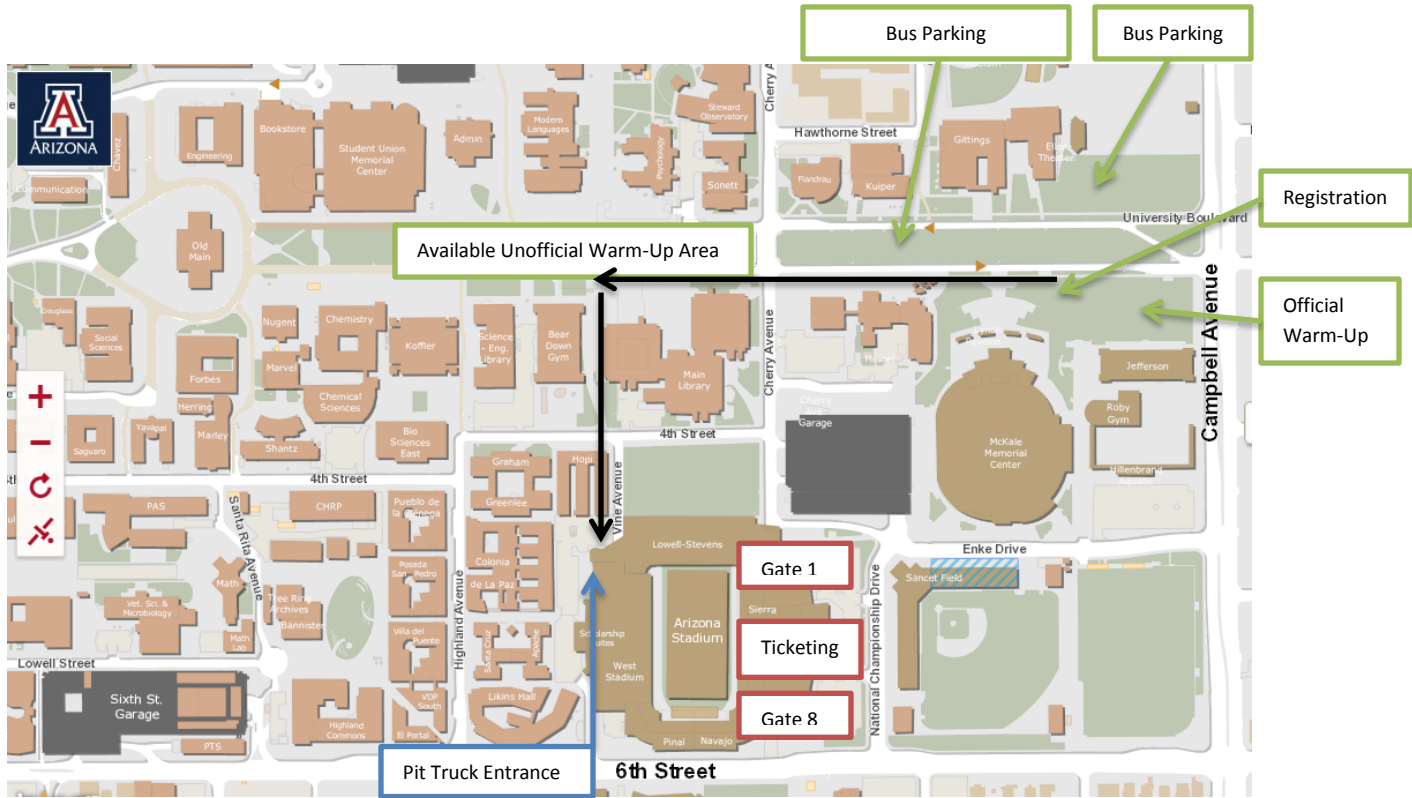 Bus Parking
Bus Parking
ARIZONA
Cherry A
Steward
Observatory
Modern
Languages
Bookstore
Engineering
Student Union
Memorial
Center
Admin
Psychology
Hawthorne Street
Gittings
Eller
Theater
Chavez
Communication
Sonett
Flandrau
Kuiper
Registration
University Boulevard
Old
Main
Available Unofficial Warm-Up Area
Official
Warm-Up
Campbell Avenue
Douglass
Social
Sciences
Nugent
Chemistry
Koffler
Science
- Eng.
Library
Bear
Down
Gym
Main
Library
Cherry Avenue
Jefferson
Forbes
Marvel
Chemical
Sciences
Herring
Marley
Yavapai
Saguaro
Shantz
Bio
Sciences
East
4th Street
Cherry
Ave
Garage
McKale
Memorial
Center
Roby
Gym
Hillenbrand
4th Street
Graham
Greenlee
Hopi
Vine Avenue
PAS
Santa Rita Avenue
CHRP
Pueblo de
la Cienega
Lowell-Stevens
Gate 1
Enke Drive
Sancet Field
Colonia
de La Paz
Posada
San Pedro
Math
Tree Ring
Archives
Bannister
Vet. Sci. &
Microbiology
Math
Lab
Villa del
Puente
Highland Avenue
Santa Cruz
Apache
Scholarship
Suites
West
Stadium
Arizona
Stadium
Sierra
Ticketing
National Championship Drive
Lowell Street
Sixth St.
Garage
PTS
Highland
Commons
VDP
South
El Portal
Likins Hall
Gate 8
Pinal
Navajo
Pit Truck Entrance
6th Street